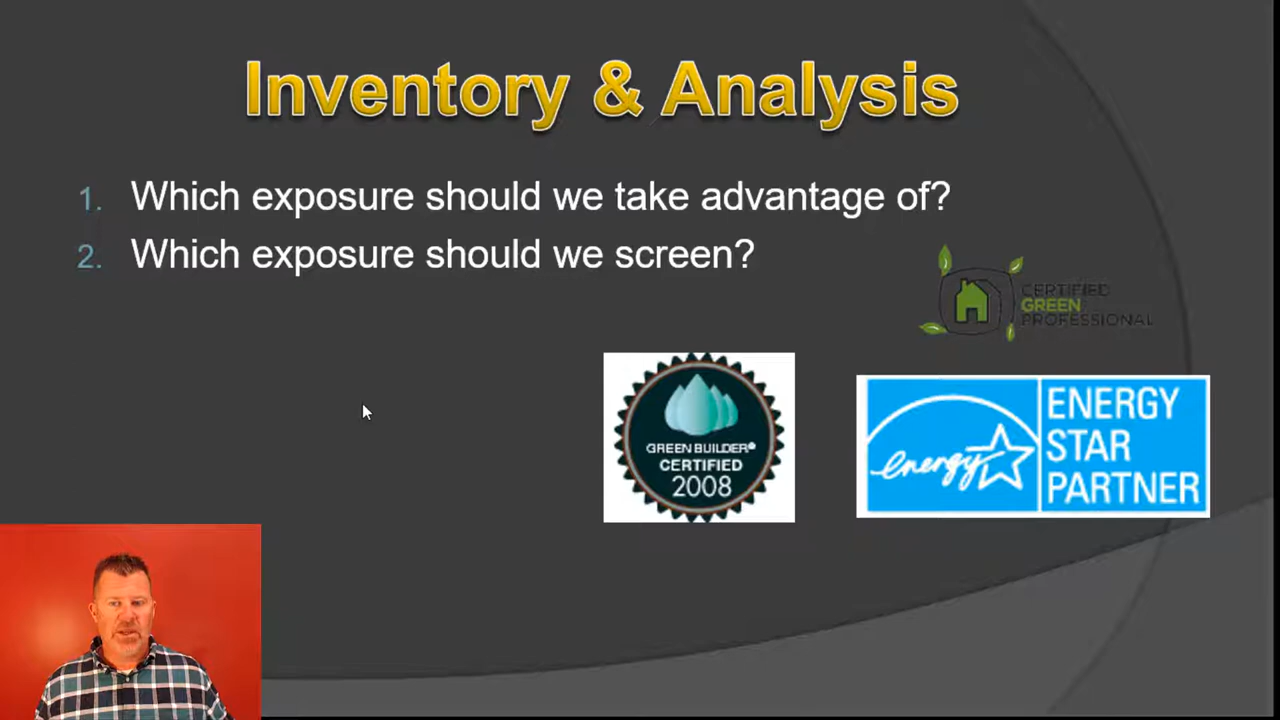 Inventory & Analysis
1. Which exposure should we take advantage of?
2. Which exposure should we screen?
CERTIFIED
GREEN
PROFESSIONAL
GREEN BUILDER®
CERTIFIED
2008
energy
ENERGY
STAR
PARTNER